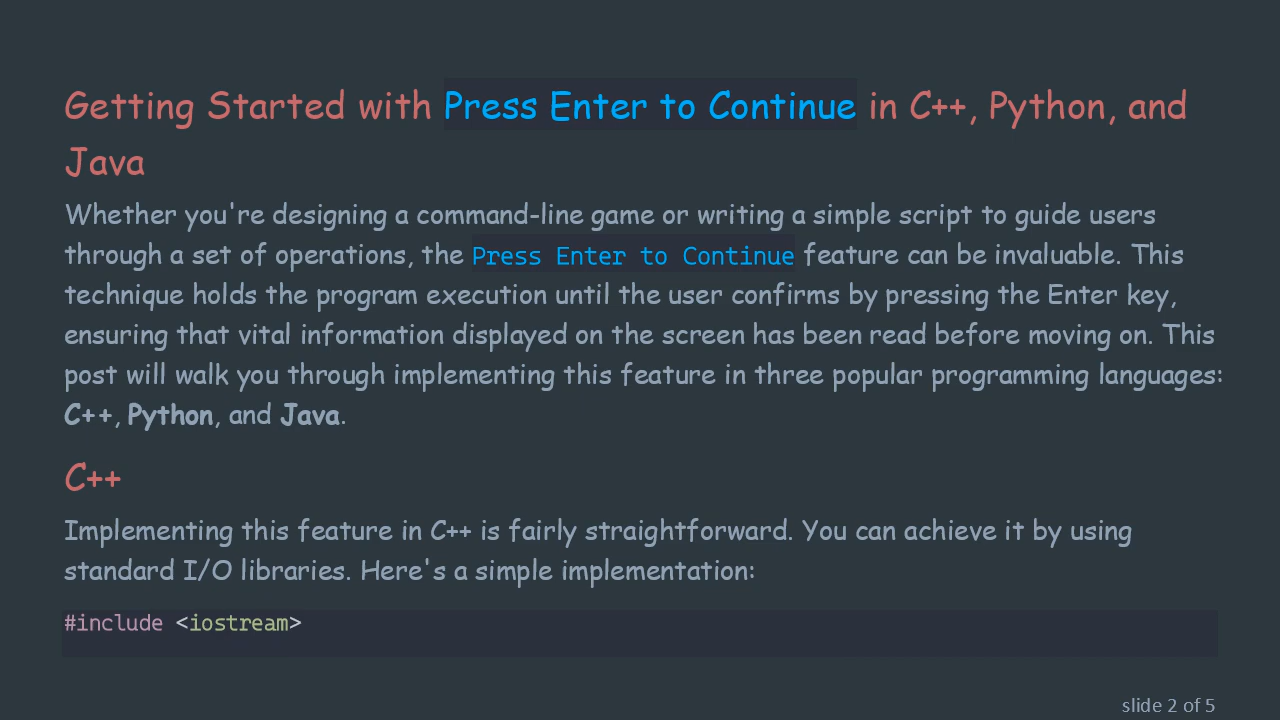 Getting Started with Press Enter to Continue in C++, Python, and
Java
Whether you're designing a command-line game or writing a simple script to guide users
through a set of operations, the Press Enter to Continue feature can be invaluable. This
technique holds the program execution until the user confirms by pressing the Enter key,
ensuring that vital information displayed on the screen has been read before moving on. This
post will walk you through implementing this feature in three popular programming languages:
C++, Python, and Java.
C++
Implementing this feature in C++ is fairly straightforward. You can achieve it by using
standard I/O libraries. Here's a simple implementation:
#include <iostream>
slide 2 of 5